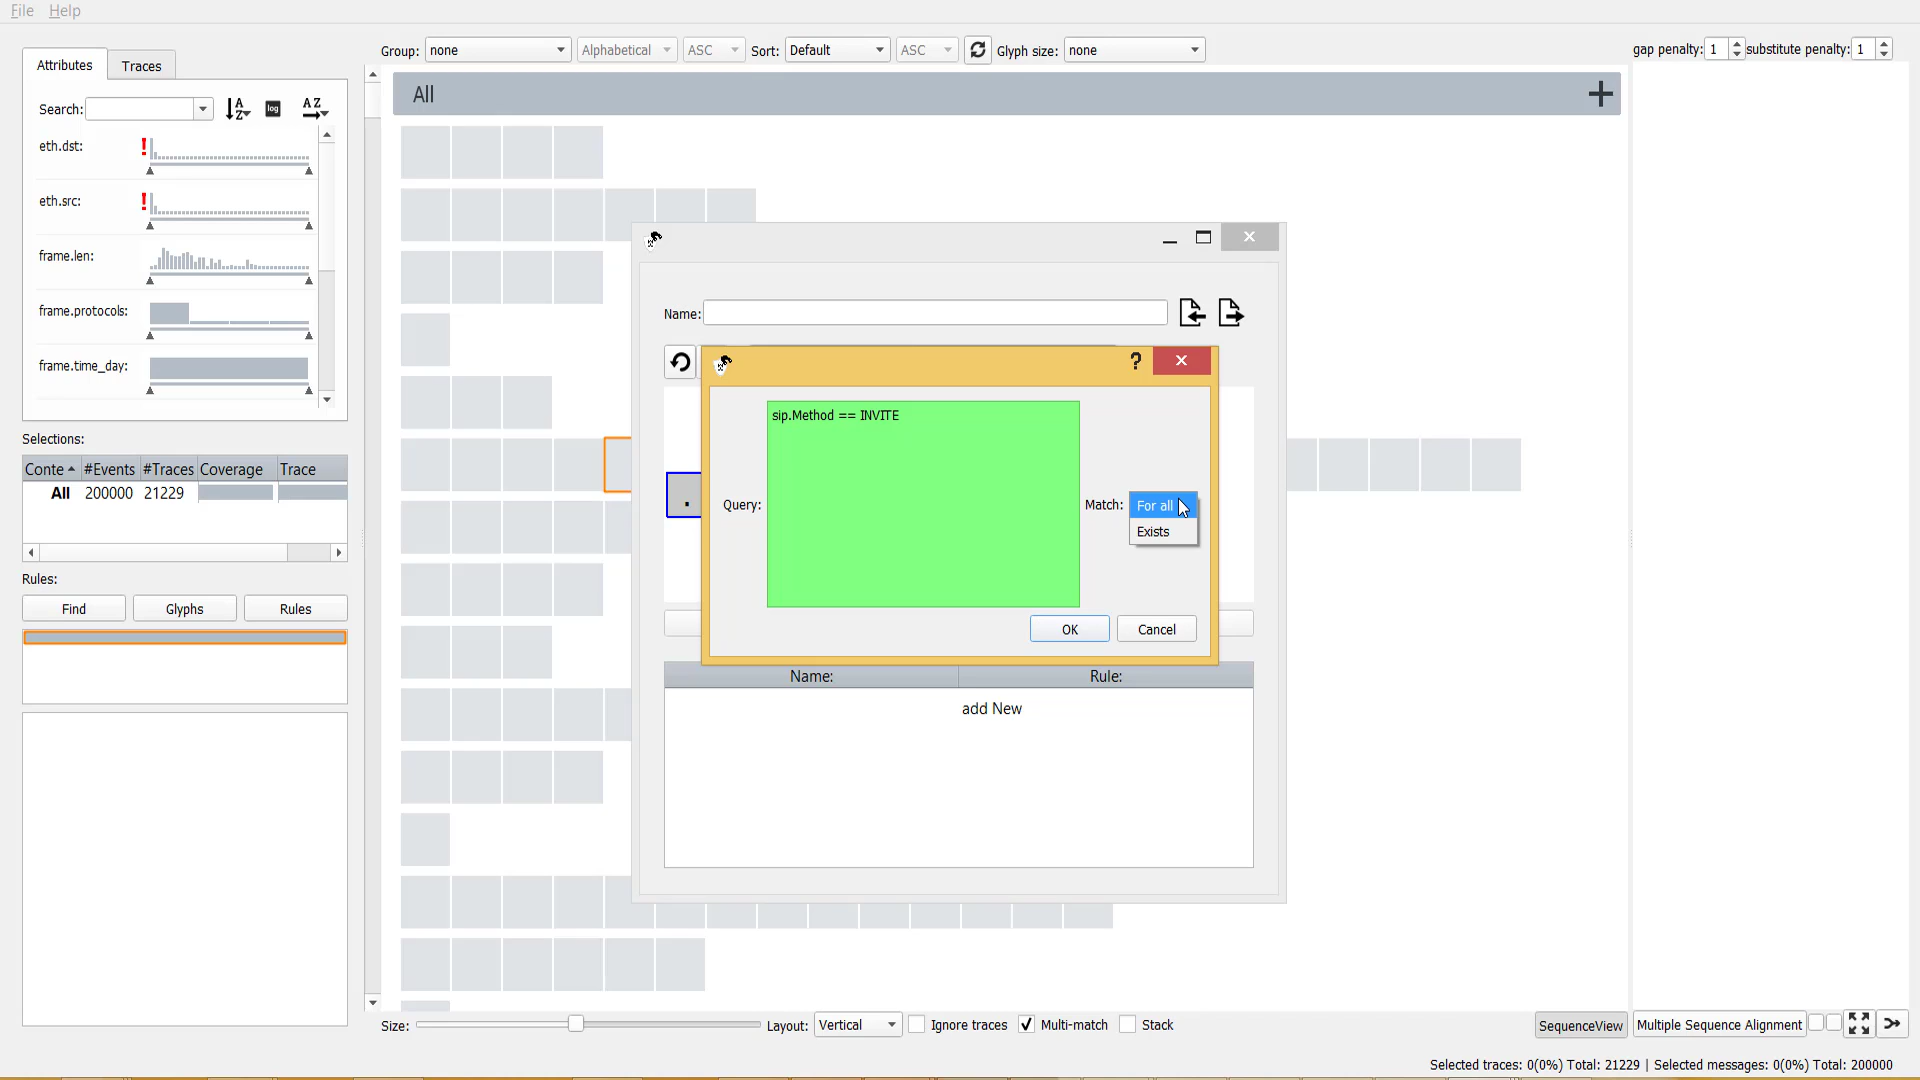 File Help
Attributes Traces
Search:
log
A Z
A Z
eth.dst: !
eth.src: !
frame.len:
frame.protocols:
frame.time_day:
Selections:
Conte #Events #Traces Coverage Trace
All 200000 21229
Rules:
Find Glyphs Rules
Group: none Alphabetical ASC Sort: Default ASC Glyph size: none
gap penalty: 1 substitute penalty: 1
All +
Name:
?
sip.Method == INVITE
.
Query:
Match: For all
Exists
OK Cancel
Name: Rule:
add New
Size: Layout: Vertical Ignore traces Multi-match Stack
SequenceView Multiple Sequence Alignment
Selected traces: 0(0%) Total: 21229 | Selected messages: 0(0%) Total: 200000